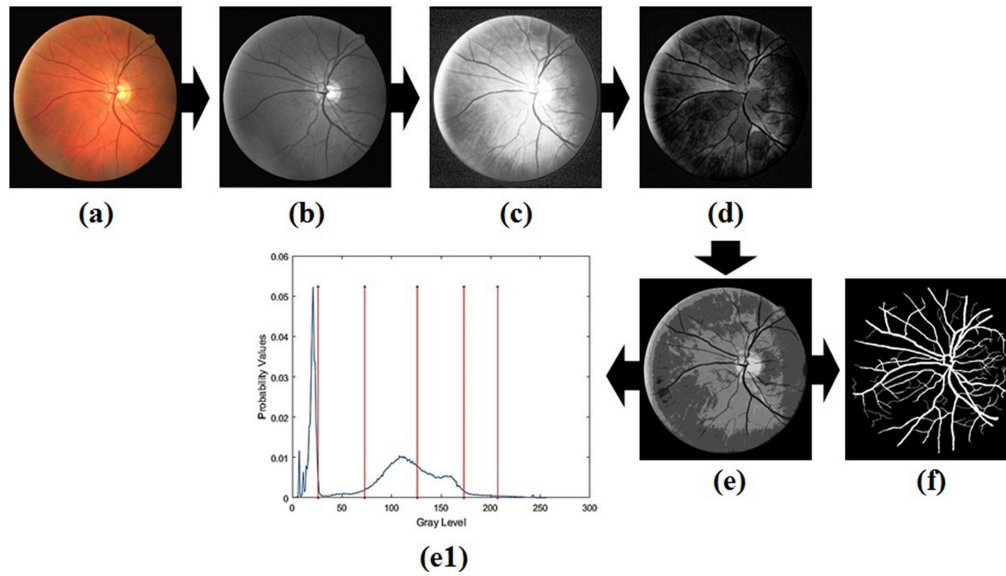 (a)
(b)
(c)
(d)
0.06
0.05
0.04
0.03
0.02
0.01
0
Probability Values
0 50 100 150 200 250 300
Gray Level
(e1)
(e)
(f)